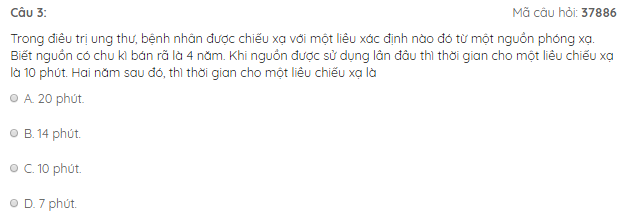 Câu 3:
Mã câu hỏi: 37886
Trong điều trị ung thư, bệnh nhân được chiếu xạ với một liều xác định nào đó từ một nguồn phóng xạ.
Biết nguồn có chu kì bán rã là 4 năm. Khi nguồn được sử dụng lần đầu thì thời gian cho một liều chiếu xạ
là 10 phút. Hai năm sau đó, thì thời gian cho một liều chiếu xạ là
A. 20 phút.
B. 14 phút.
C. 10 phút.
D. 7 phút.